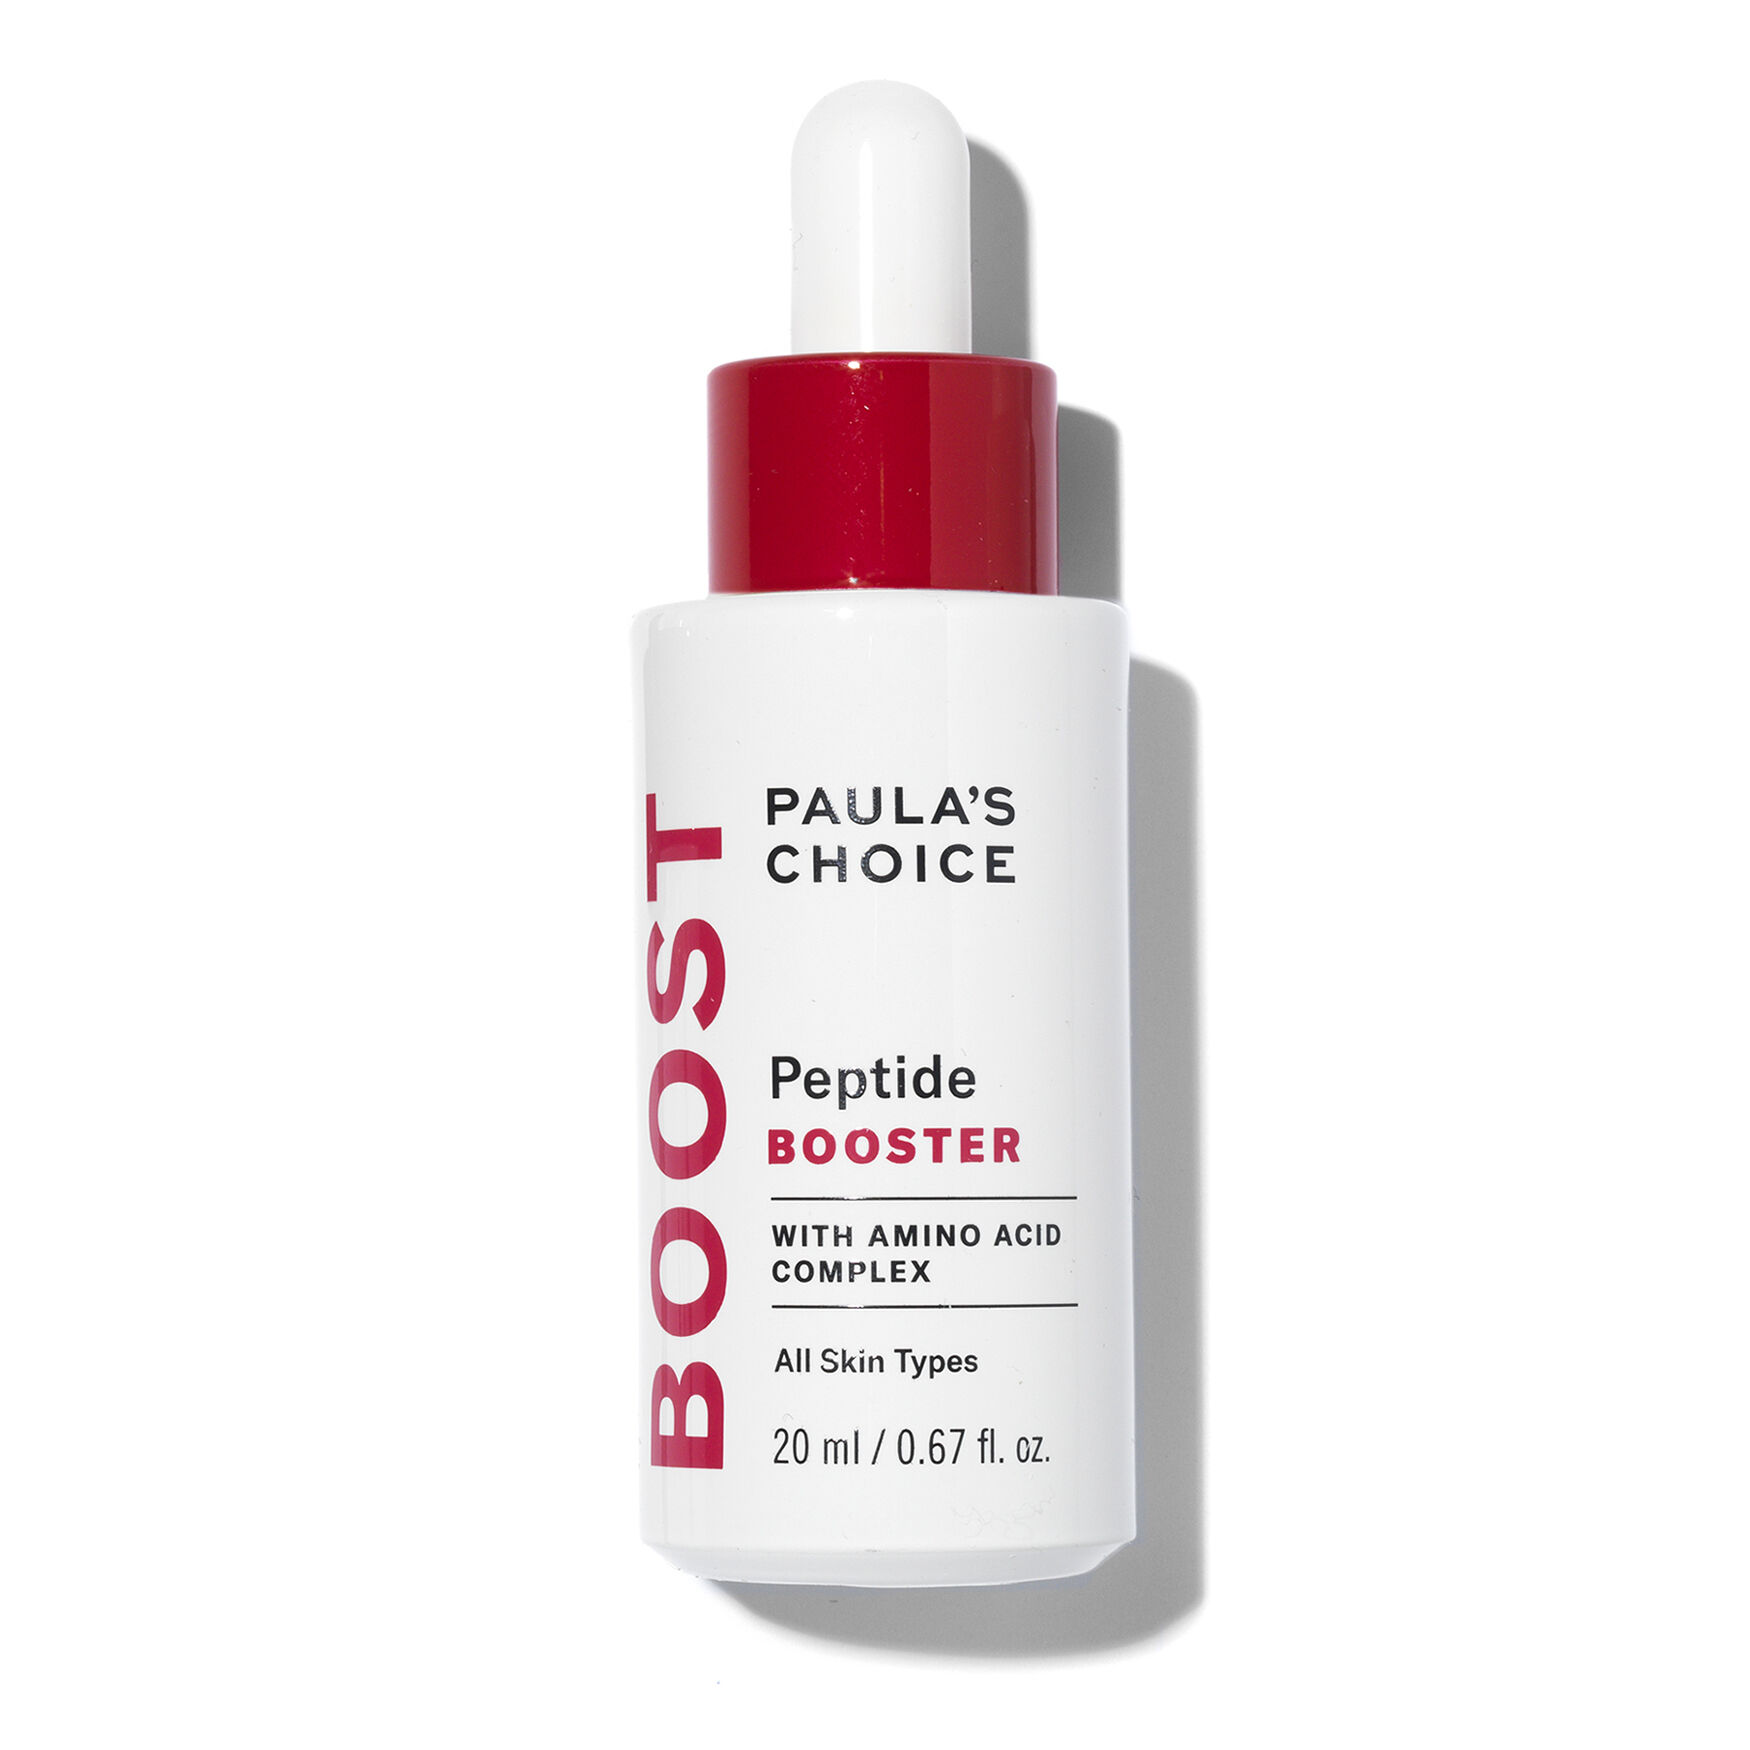 BOOST
PAULA'S
CHOICE
Peptide
BOOSTER
WITH AMINO ACID
COMPLEX
All Skin Types
20 ml / 0.67 fl. oz.